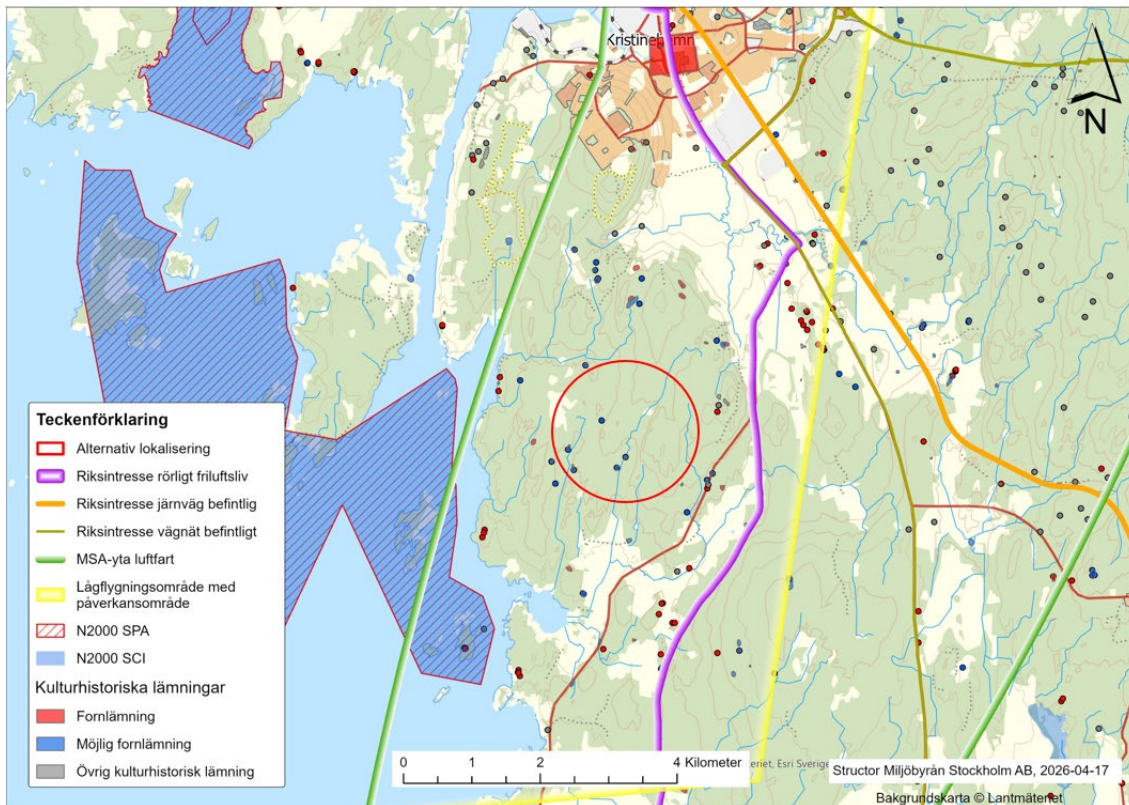 Kristinehamn
N
Teckenförklaring
Alternativ lokalisering
Riksintresse rörligt friluftsliv
Riksintresse järnväg befintlig
Riksintresse vägnät befintligt
MSA-yta luftfart
Lågflygningsområde med
påverkansområde
N2000 SPA
N2000 SCI
Kulturhistoriska lämningar
Fornlämning
Möjlig fornlämning
Övrig kulturhistorisk lämning
0 1 2 4 Kilometer
Esri Sverige
Structor Miljöbyrån Stockholm AB, 2026-04-17
Bakgrundskarta © Lantmäteriet